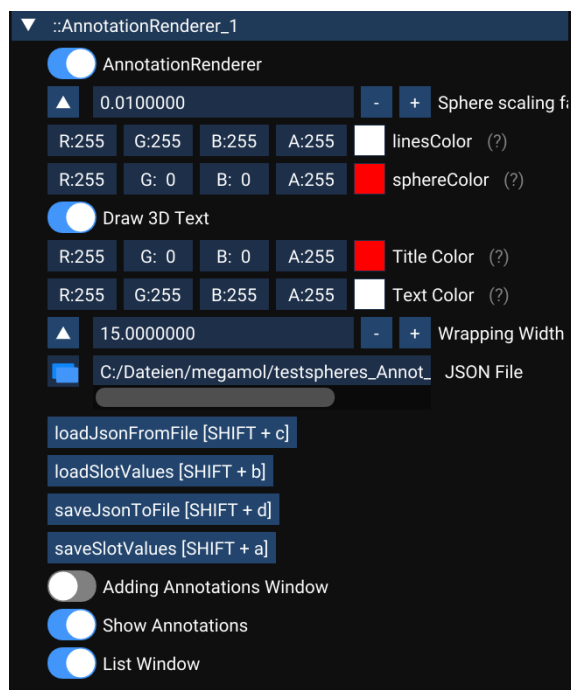 ::AnnotationRenderer_1
AnnotationRenderer
0.0100000 - + Sphere scaling fa
R:255 G:255 B:255 A:255 linesColor (?)
R:255 G: 0 B: 0 A:255 sphereColor (?)
Draw 3D Text
R:255 G: 0 B: 0 A:255 Title Color (?)
R:255 G:255 B:255 A:255 Text Color (?)
15.0000000 - + Wrapping Width
C:/Dateien/megamol/testspheres_Annot_ JSON File
loadJsonFromFile [SHIFT + c]
loadSlotValues [SHIFT + b]
saveJsonToFile [SHIFT + d]
saveSlotValues [SHIFT + a]
Adding Annotations Window
Show Annotations
List Window